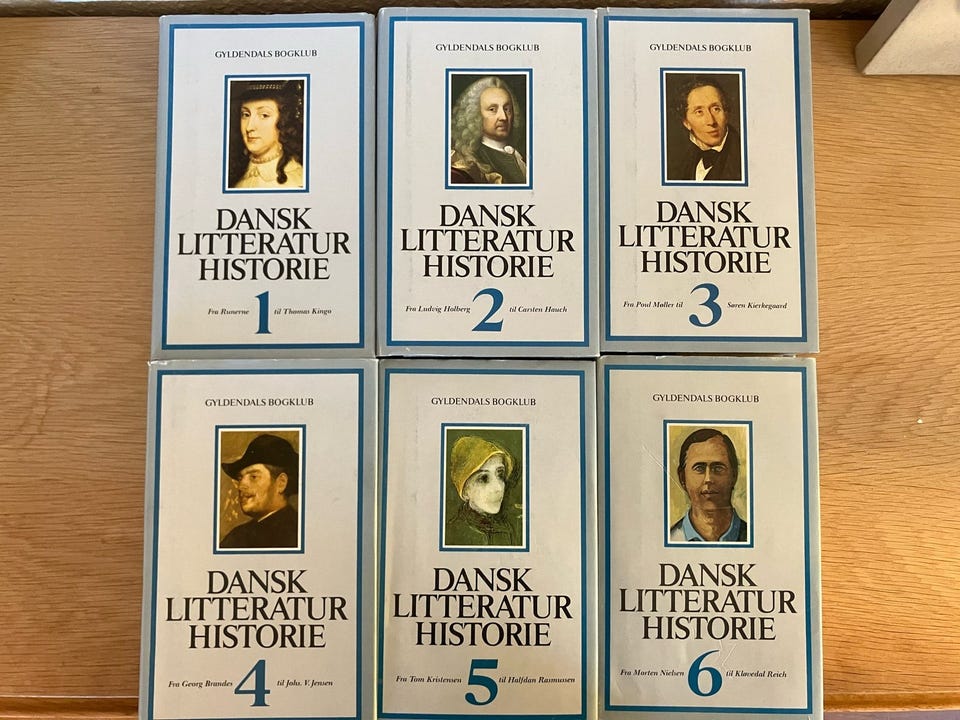 GYLDENDALS BOGKLUB
DANSK
LITTERATUR
HISTORIE
Fra Runerne 1 til Thomas Kingo
GYLDENDALS BOGKLUB
DANSK
LITTERATUR
HISTORIE
Fra Ludvig Holberg 2 til Carsten Hauch
GYLDENDALS BOGKLUB
DANSK
LITTERATUR
HISTORIE
Fra Poul Møller til 3 Søren Kierkegaard
GYLDENDALS BOGKLUB
DANSK
LITTERATUR
HISTORIE
Fra Georg Brandes 4 til Johs. V. Jensen
GYLDENDALS BOGKLUB
DANSK
LITTERATUR
HISTORIE
Fra Tom Kristensen 5 til Halfdan Rasmussen
GYLDENDALS BOGKLUB
DANSK
LITTERATUR
HISTORIE
Fra Morten Nielsen 6 til Kløvedal Reich